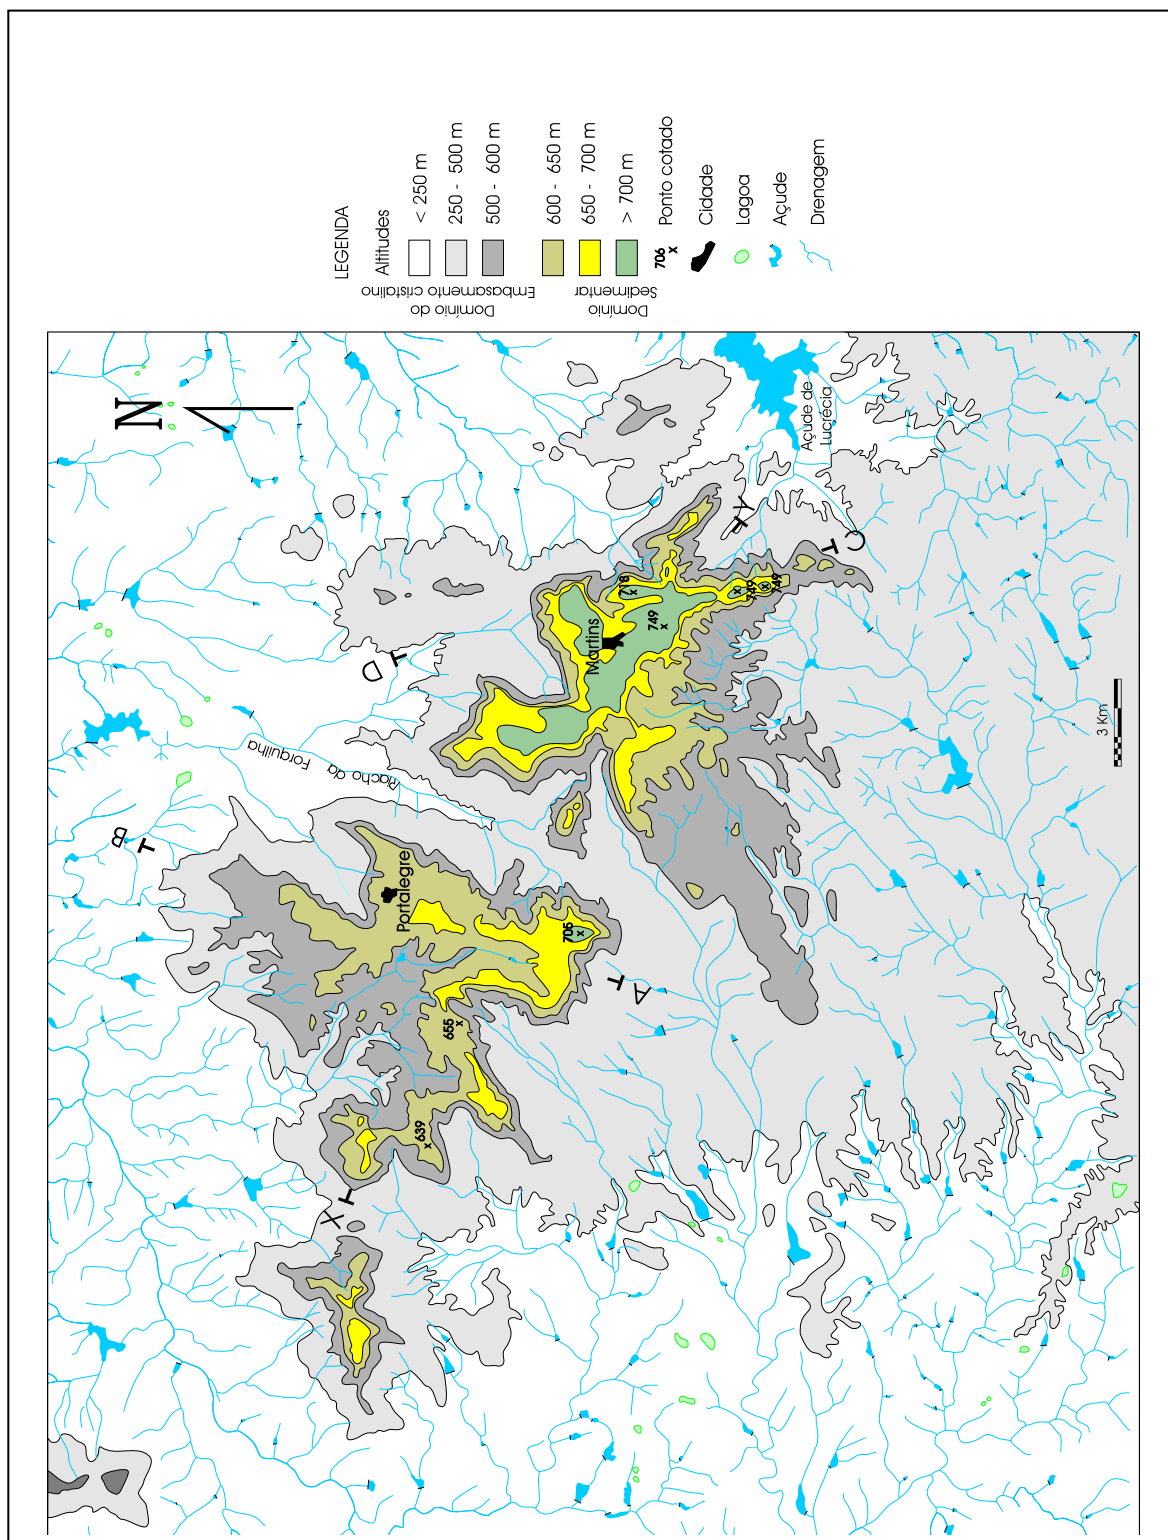 LEGENDA
Altitudes
Domínio do
Embasamento cristalino
< 250 m
250 - 500 m
500 - 600 m
Domínio
Sedimentar
600 - 650 m
650 - 700 m
> 700 m
706 x Ponto cotado
Cidade
Lagoa
Açude
Drenagem
N
B
D
Riacho da Forquilha
Portalegre
Martins
718
x
749
x
x
749
x
749
Y
C
Açude de
Lucrécia
705
x
A
655
x
639
x
X
3 Km